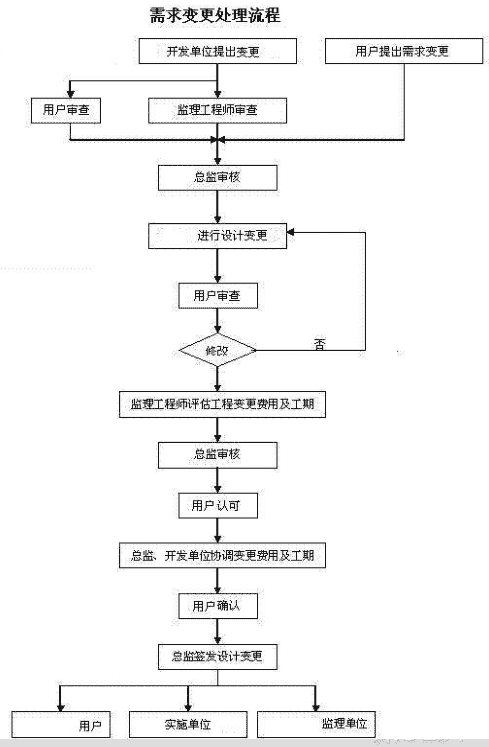 需求变更处理流程
开发单位提出变更
用户提出需求变更
用户审查
监理工程师审查
总监审核
进行设计变更
用户审查
修改
否
监理工程师评估工程变更费用及工期
总监审核
用户认可
总监、开发单位协调变更费用及工期
用户确认
总监签发设计变更
用户
实施单位
监理单位